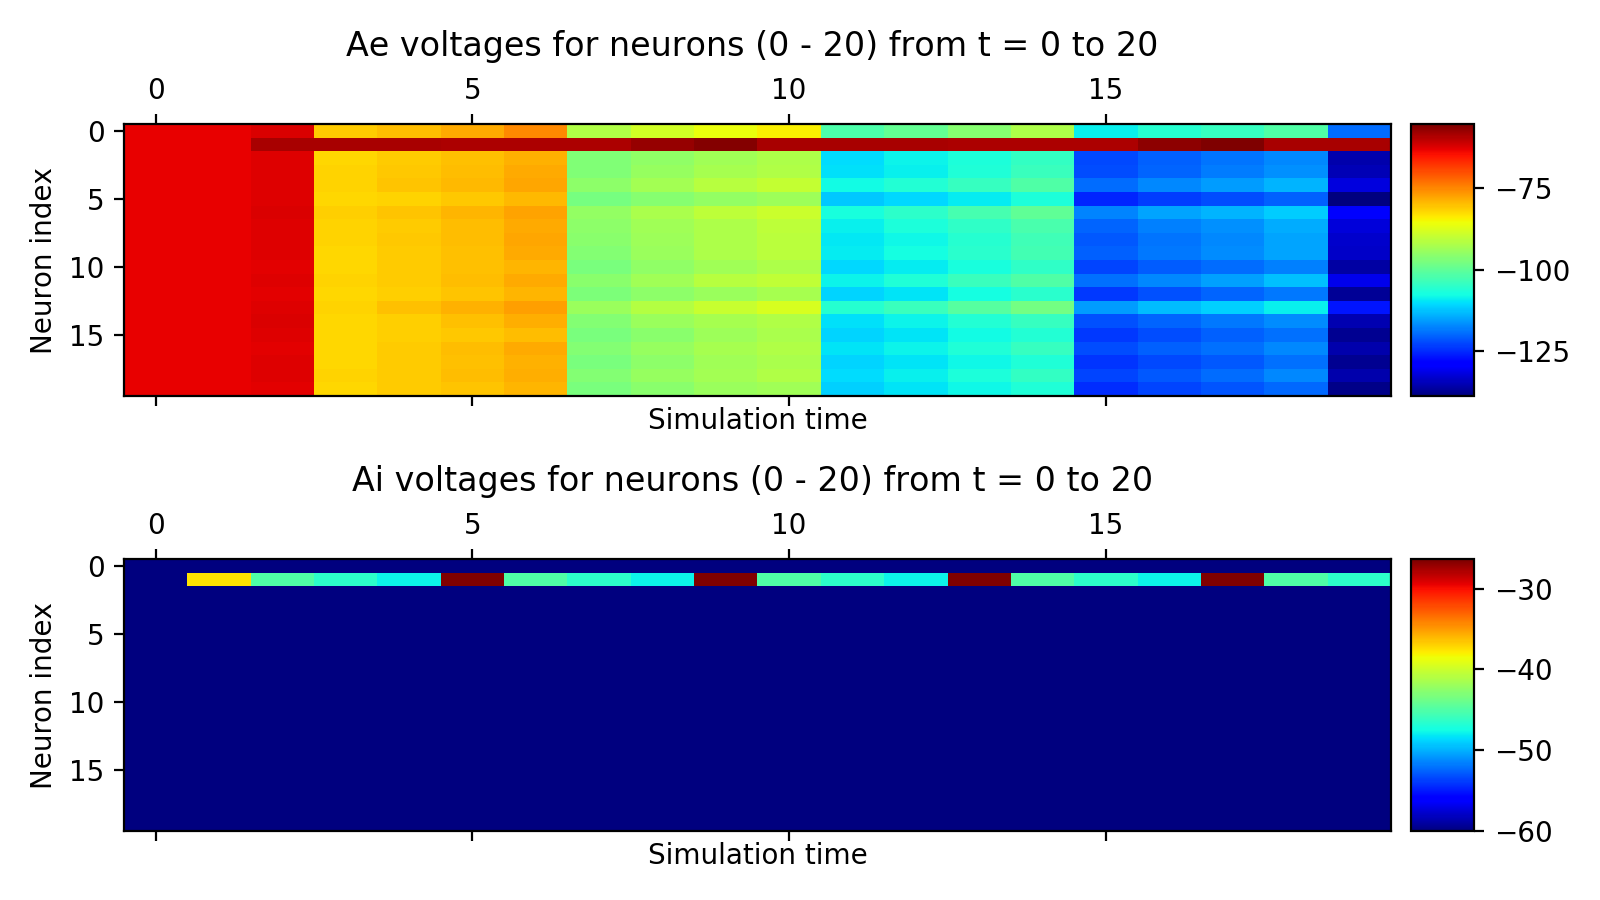 Ae voltages for neurons (0 - 20) from t = 0 to 20
0 5 10 15
Neuron index
0
5
10
15
Simulation time
−75
−100
−125
Ai voltages for neurons (0 - 20) from t = 0 to 20
0 5 10 15
Neuron index
0
5
10
15
Simulation time
−30
−40
−50
−60